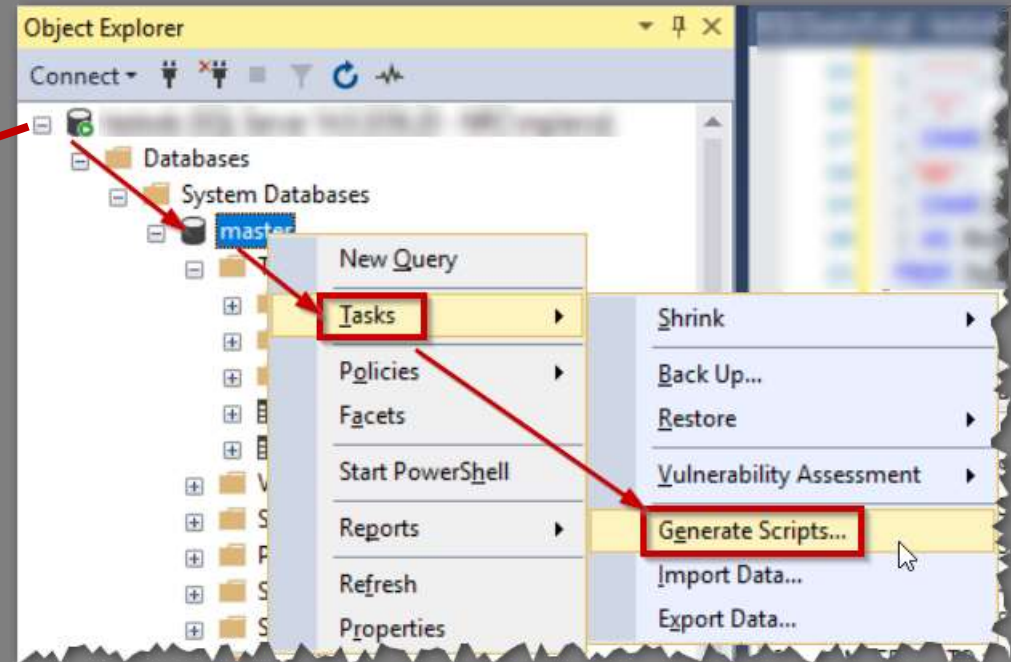 Object Explorer
Connect
Databases
System Databases
master
New Query
Tasks
Policies
Facets
Start PowerShell
Reports
Refresh
Properties
Shrink
Back Up...
Restore
Vulnerability Assessment
Generate Scripts...
Import Data...
Export Data...